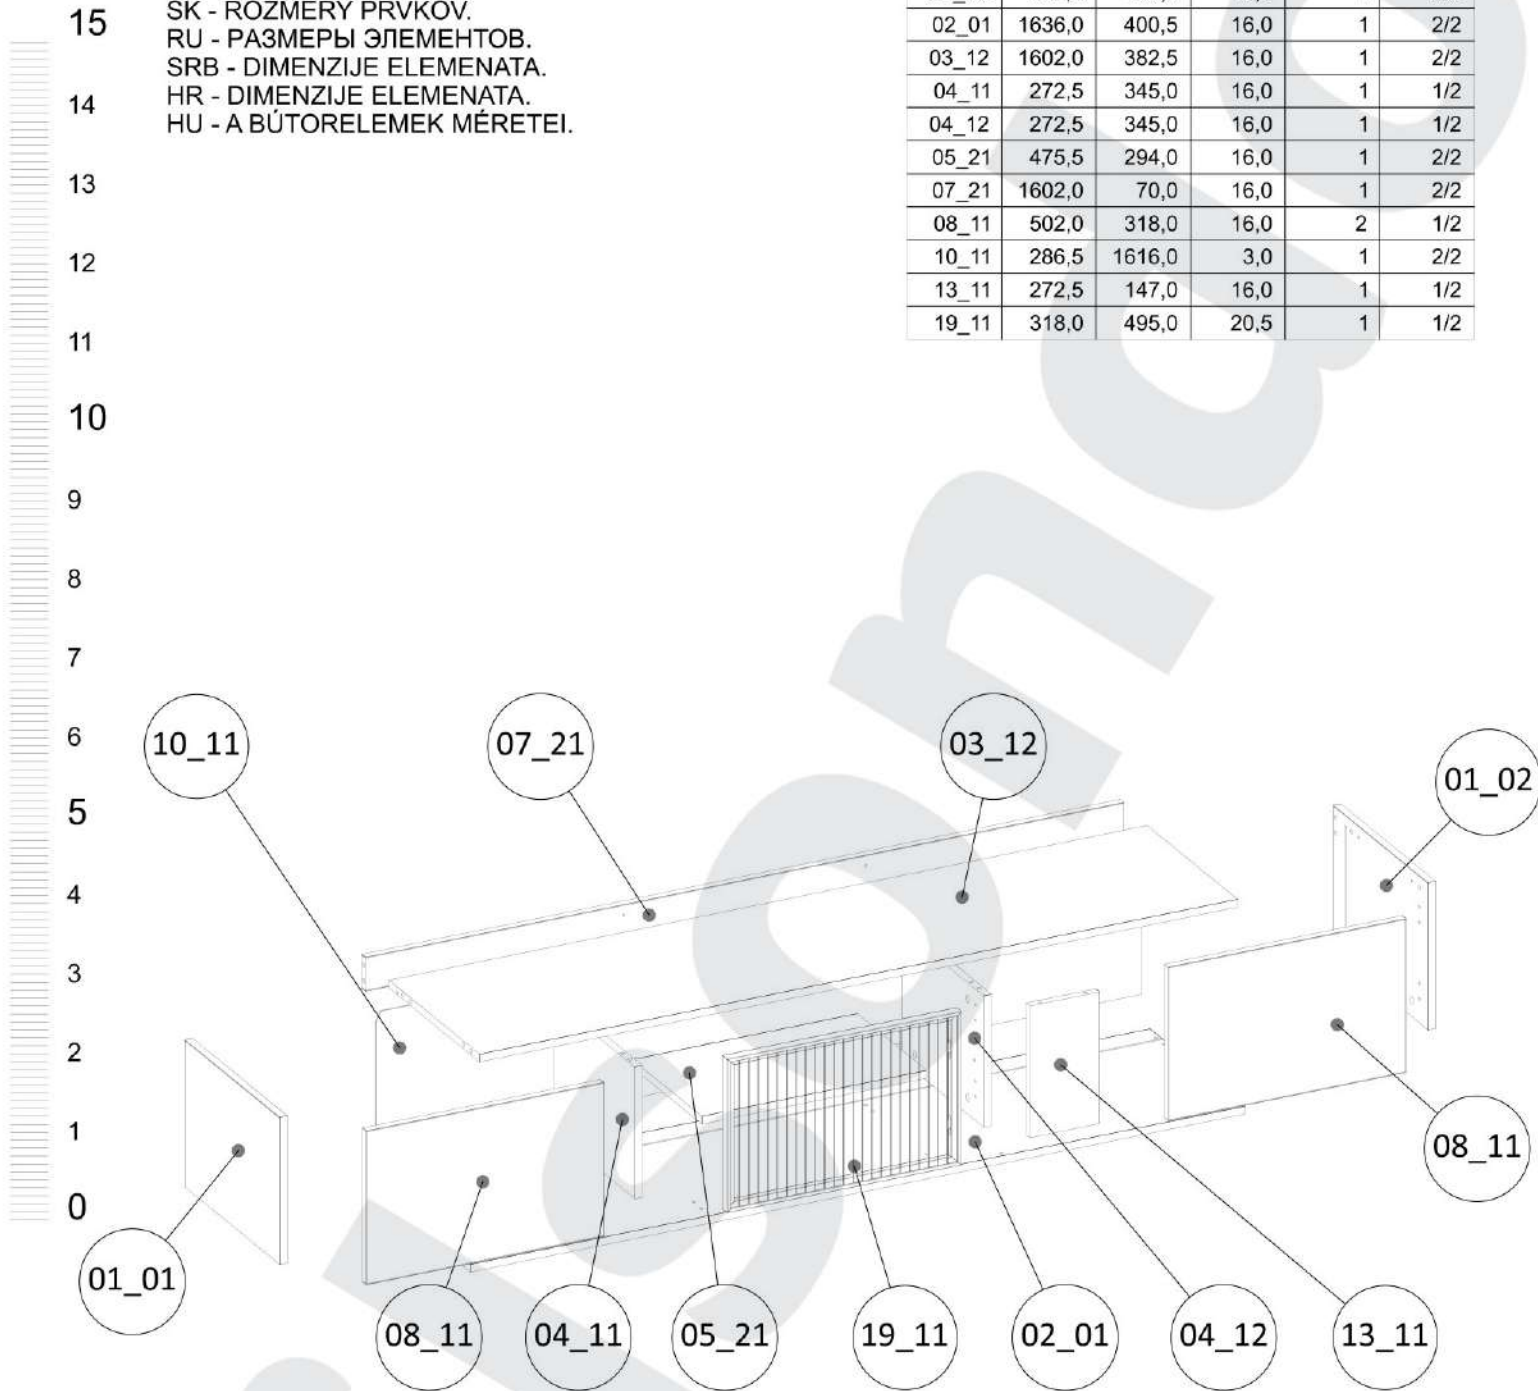 SK - ROZMERY PRVKOV.
RU - РАЗМЕРЫ ЭЛЕМЕНТОВ.
SRB - DIMENZIJE ELEMENATA.
HR - DIMENZIJE ELEMENATA.
HU - A BÚTORELEMEK MÉRETEI.
02_01 1636,0 400,5 16,0 1 2/2
03_12 1602,0 382,5 16,0 1 2/2
04_11 272,5 345,0 16,0 1 1/2
04_12 272,5 345,0 16,0 1 1/2
05_21 475,5 294,0 16,0 1 2/2
07_21 1602,0 70,0 16,0 1 2/2
08_11 502,0 318,0 16,0 2 1/2
10_11 286,5 1616,0 3,0 1 2/2
13_11 272,5 147,0 16,0 1 1/2
19_11 318,0 495,0 20,5 1 1/2
15
14
13
12
11
10
9
8
7
6
5
4
3
2
1
0
10_11
07_21
03_12
01_02
08_11
01_01
08_11
04_11
05_21
19_11
02_01
04_12
13_11